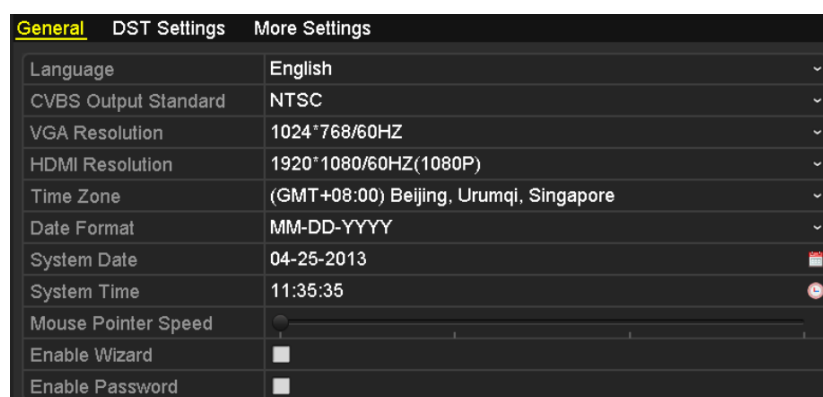 General DST Settings More Settings
Language English
CVBS Output Standard NTSC
VGA Resolution 1024*768/60HZ
HDMI Resolution 1920*1080/60HZ(1080P)
Time Zone (GMT+08:00) Beijing, Urumqi, Singapore
Date Format MM-DD-YYYY
System Date 04-25-2013
System Time 11:35:35
Mouse Pointer Speed
Enable Wizard
Enable Password